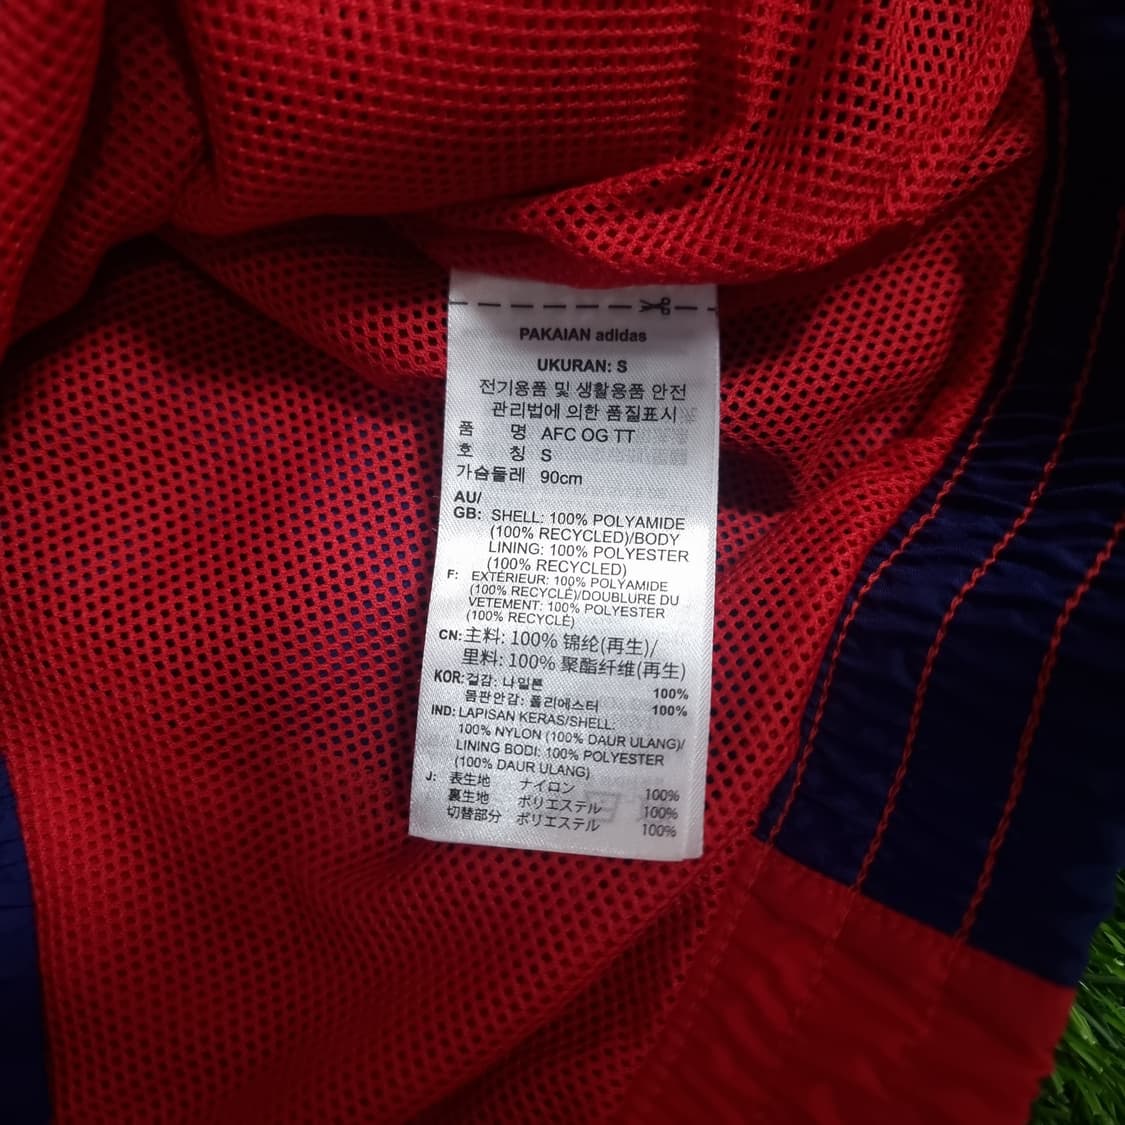 PAKAIAN adidas
UKURAN: S
전기용품 및 생활용품 안전
관리법에 의한 품질표시
품 명 AFC OG TT
호 칭 S
가슴둘레 90cm
AU/
GB: SHELL: 100% POLYAMIDE
(100% RECYCLED)/BODY
LINING: 100% POLYESTER
(100% RECYCLED)
F: EXTÉRIEUR: 100% POLYAMIDE
(100% RECYCLÉ)/DOUBLURE DU
VETEMENT: 100% POLYESTER
(100% RECYCLÉ)
CN: 主料: 100% 锦纶(再生)/
里料: 100% 聚酯纤维(再生)
KOR: 겉감: 나일론 100%
몸판안감: 폴리에스터 100%
IND: LAPISAN KERAS/SHELL:
100% NYLON (100% DAUR ULANG)/
LINING BODI: 100% POLYESTER
(100% DAUR ULANG)
J: 表生地 ナイロン 100%
裏生地 ポリエステル 100%
切替部分 ポリエステル 100%